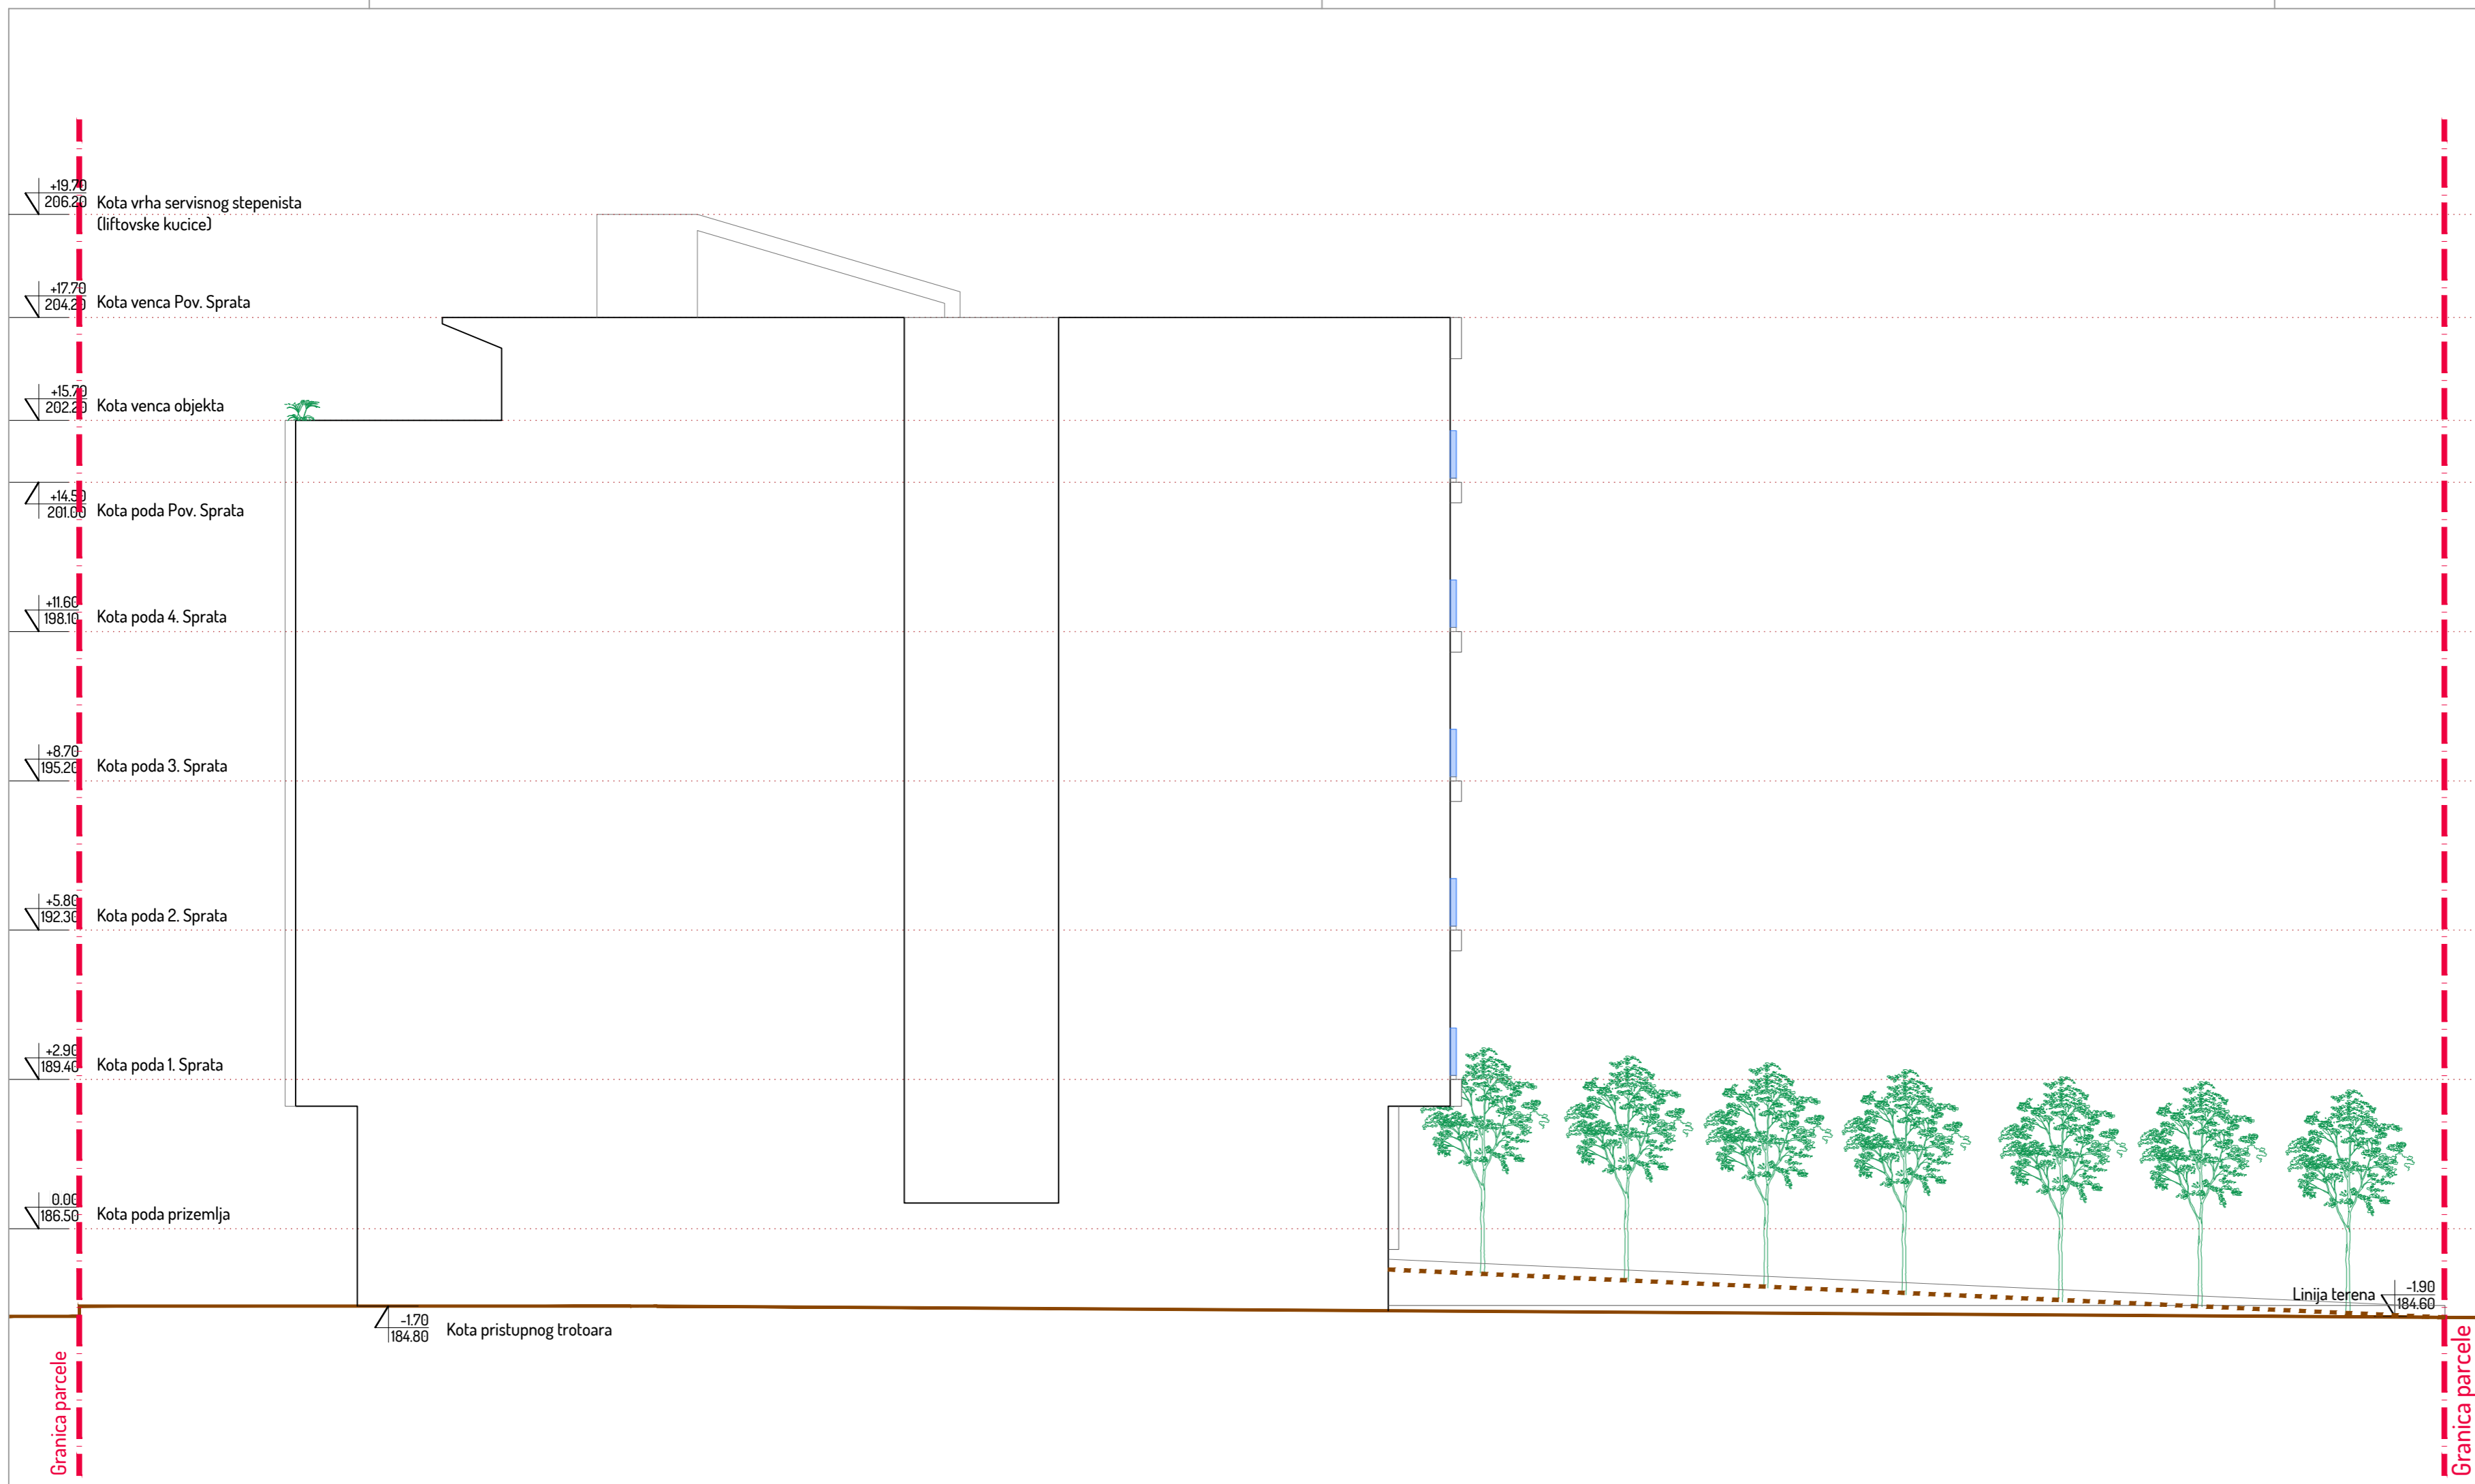 +19.70
206.20
Kota vrha servisnog stepenista
(liftovske kucice)
+17.70
204.20
Kota venca Pov. Sprata
+15.70
202.20
Kota venca objekta
+14.50
201.00
Kota poda Pov. Sprata
+11.60
198.10
Kota poda 4. Sprata
+8.70
195.20
Kota poda 3. Sprata
+5.80
192.30
Kota poda 2. Sprata
+2.90
189.40
Kota poda 1. Sprata
0.00
186.50
Kota poda prizemlja
-1.70
184.80
Kota pristupnog trotoara
Linija terena
-1.90
184.60
Granica parcele
Granica parcele